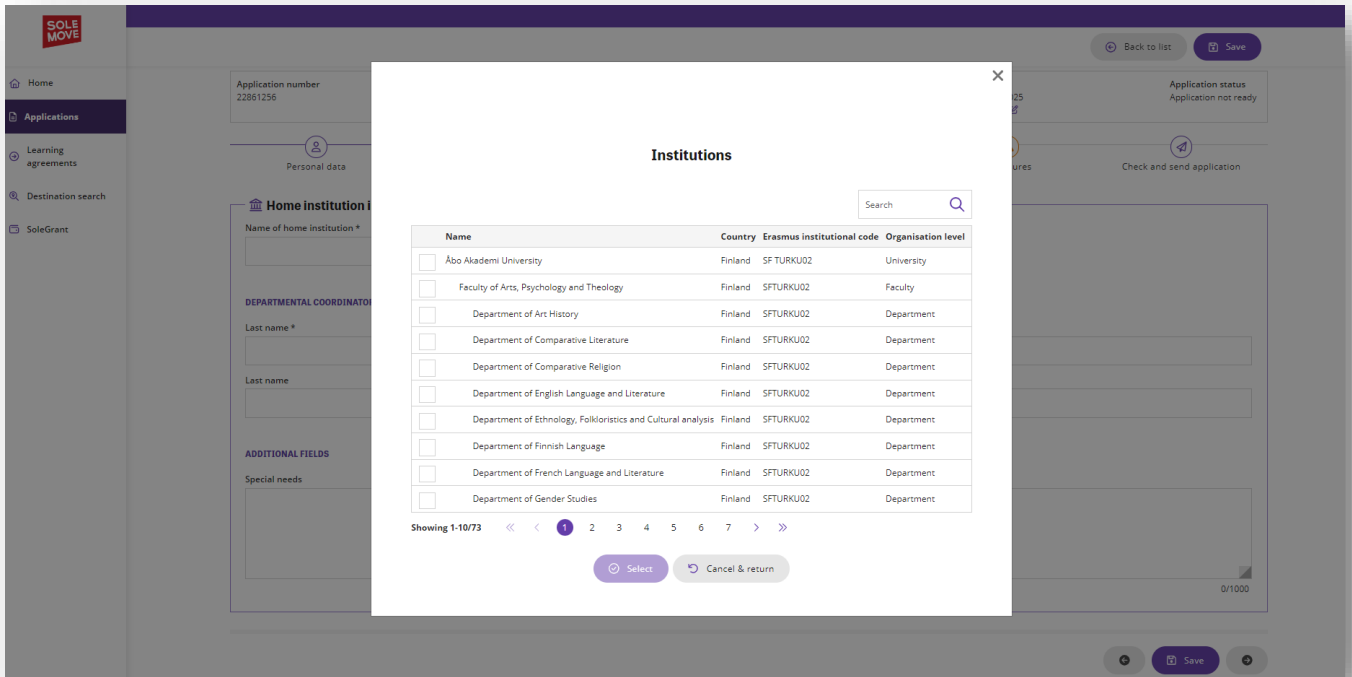 SOLE
MOVE
Back to list
Save
Home
Applications
Learning
agreements
Destination search
SoleGrant
Application number
22861256
25
Application status
Application not ready
Personal data
ures
Check and send application
Home institution i
Name of home institution *
DEPARTMENTAL COORDINATOR
Last name *
Last name
ADDITIONAL FIELDS
Special needs
0/1000
Save
Institutions
Search
Name Country Erasmus institutional code Organisation level
Åbo Akademi University Finland SF TURKU02 University
Faculty of Arts, Psychology and Theology Finland SFTURKU02 Faculty
Department of Art History Finland SFTURKU02 Department
Department of Comparative Literature Finland SFTURKU02 Department
Department of Comparative Religion Finland SFTURKU02 Department
Department of English Language and Literature Finland SFTURKU02 Department
Department of Ethnology, Folkloristics and Cultural analysis Finland SFTURKU02 Department
Department of Finnish Language Finland SFTURKU02 Department
Department of French Language and Literature Finland SFTURKU02 Department
Department of Gender Studies Finland SFTURKU02 Department
Showing 1-10/73 1 2 3 4 5 6 7
Select
Cancel & return